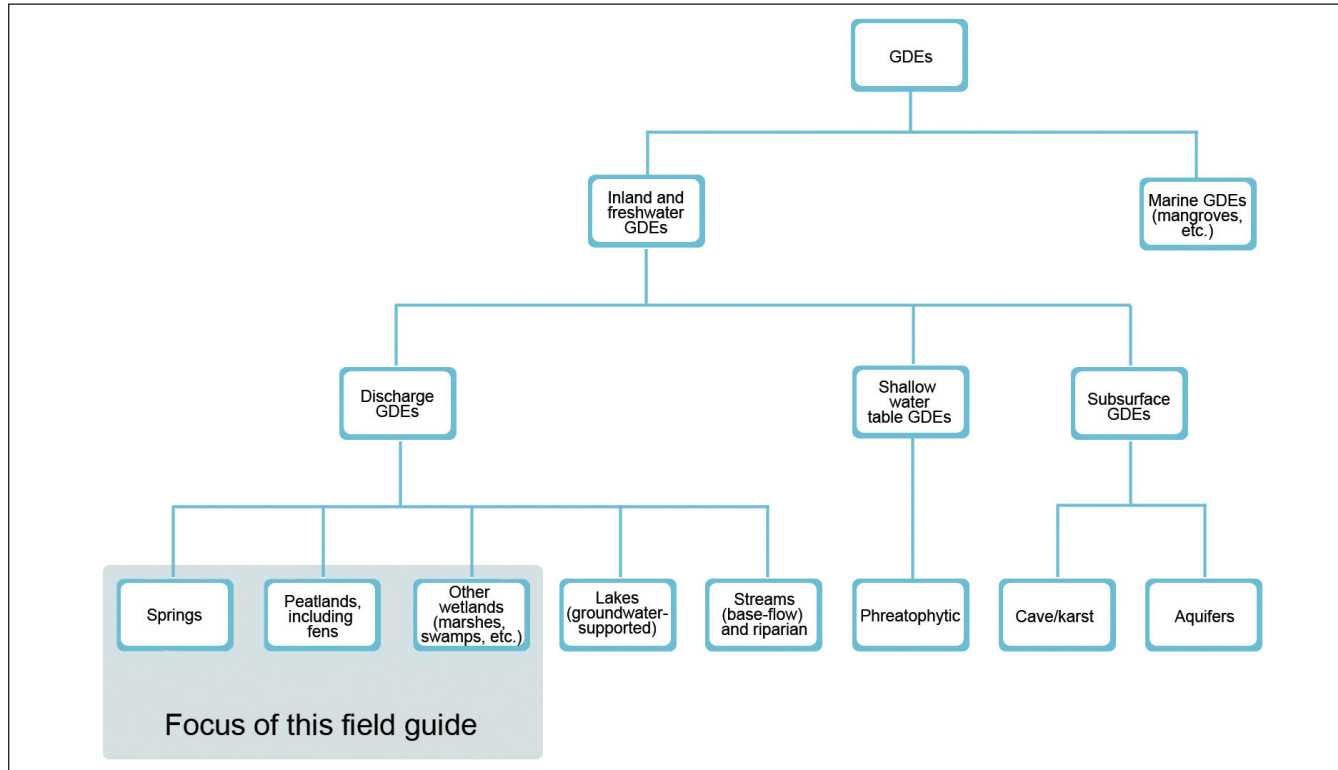 GDEs
Inland and
freshwater
GDEs
Marine GDEs
(mangroves,
etc.)
Discharge
GDEs
Shallow
water
table GDEs
Subsurface
GDEs
Springs
Peatlands,
including
fens
Other
wetlands
(marshes,
swamps, etc.)
Lakes
(groundwater-
supported)
Streams
(base-flow)
and riparian
Phreatophytic
Cave/karst
Aquifers
Focus of this field guide